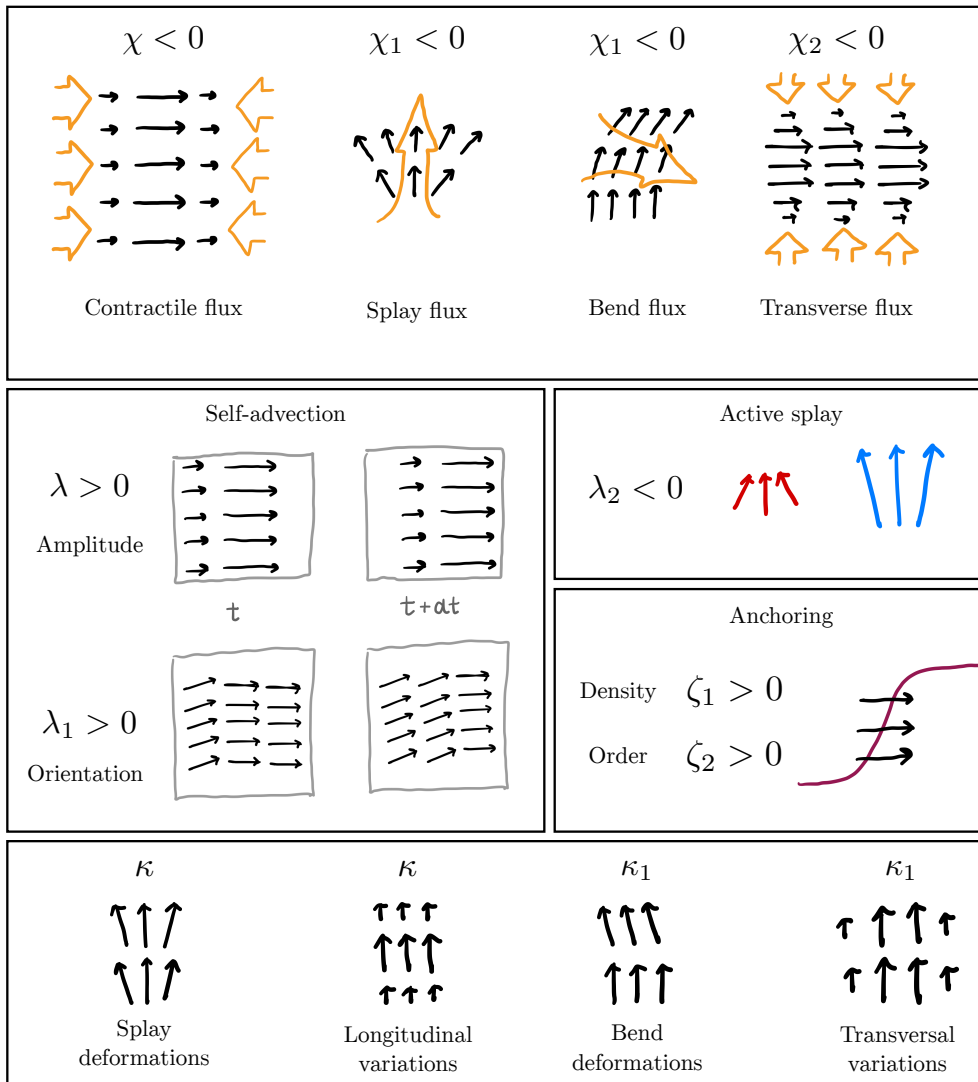 χ < 0
χ₁ < 0
χ₁ < 0
χ₂ < 0
Contractile flux
Splay flux
Bend flux
Transverse flux
Self-advection
λ > 0
Amplitude
t
t+dt
λ₁ > 0
Orientation
Active splay
λ₂ < 0
Anchoring
Density ζ₁ > 0
Order ζ₂ > 0
κ
κ
κ₁
κ₁
Splay
deformations
Longitudinal
variations
Bend
deformations
Transversal
variations